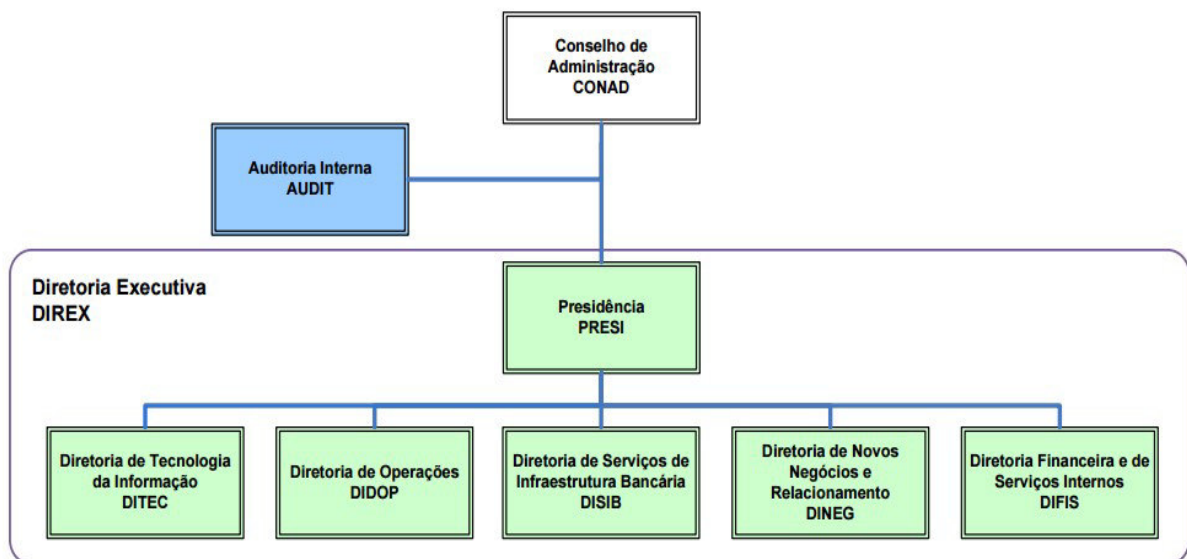 Conselho de
Administração
CONAD
Auditoria Interna
AUDIT
Diretoria Executiva
DIREX
Presidência
PRESI
Diretoria de Tecnologia
da Informação
DITEC
Diretoria de Operações
DIDOP
Diretoria de Serviços de
Infraestrutura Bancária
DISIB
Diretoria de Novos
Negócios e
Relacionamento
DINEG
Diretoria Financeira e de
Serviços Internos
DIFIS